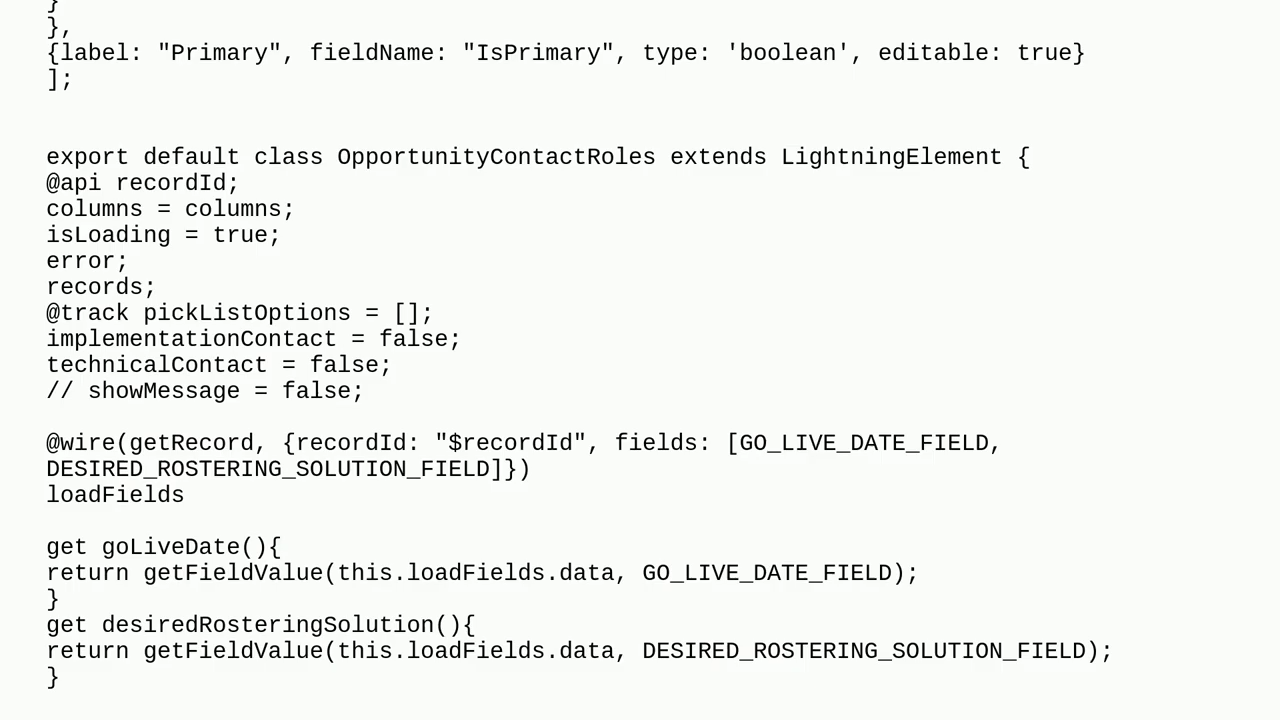 }
},
{label: "Primary", fieldName: "IsPrimary", type: 'boolean', editable: true}
];
export default class OpportunityContactRoles extends LightningElement {
@api recordId;
columns = columns;
isLoading = true;
error;
records;
@track pickListOptions = [];
implementationContact = false;
technicalContact = false;
// showMessage = false;
@wire(getRecord, {recordId: "$recordId", fields: [GO_LIVE_DATE_FIELD,
DESIRED_ROSTERING_SOLUTION_FIELD]})
loadFields
get goLiveDate(){
return getFieldValue(this.loadFields.data, GO_LIVE_DATE_FIELD);
}
get desiredRosteringSolution(){
return getFieldValue(this.loadFields.data, DESIRED_ROSTERING_SOLUTION_FIELD);
}